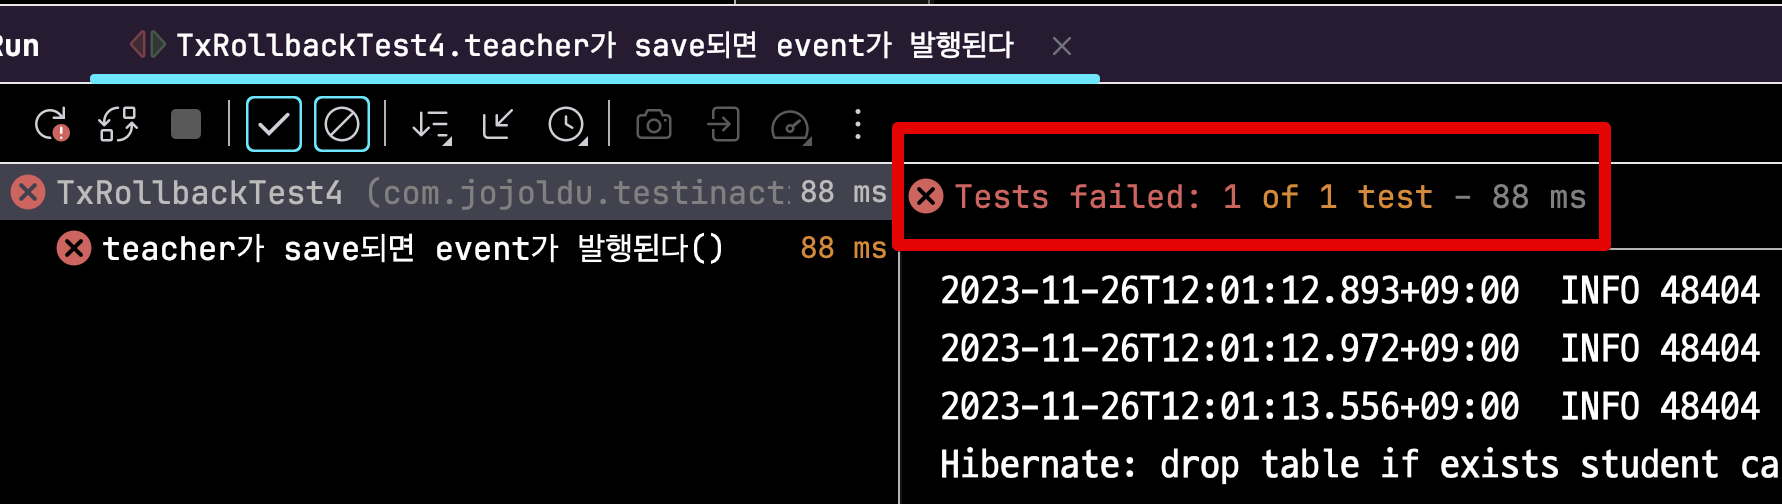 Run
TxRollbackTest4.teacher가 save되면 event가 발행된다
TxRollbackTest4 (com.jojoldu.testinact 88 ms
teacher가 save되면 event가 발행된다() 88 ms
Tests failed: 1 of 1 test – 88 ms
2023-11-26T12:01:12.893+09:00 INFO 48404
2023-11-26T12:01:12.972+09:00 INFO 48404
2023-11-26T12:01:13.556+09:00 INFO 48404
Hibernate: drop table if exists student ca